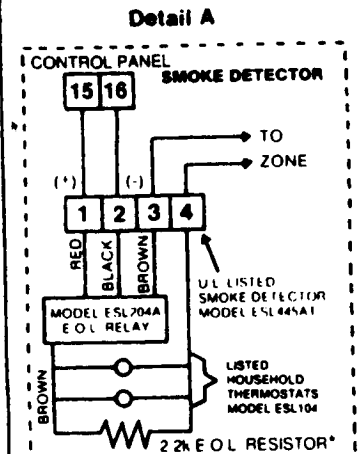 Detail A
CONTROL PANEL
SMOKE DETECTOR
15 16
TO
ZONE
(+) (-)
1 2 3 4
RED
BLACK
BROWN
U.L. LISTED
SMOKE DETECTOR
MODEL ESL445A1
MODEL ESL204A
E O L RELAY
BROWN
LISTED
HOUSEHOLD
THERMOSTATS
MODEL ESL104
2 2k E O L RESISTOR*